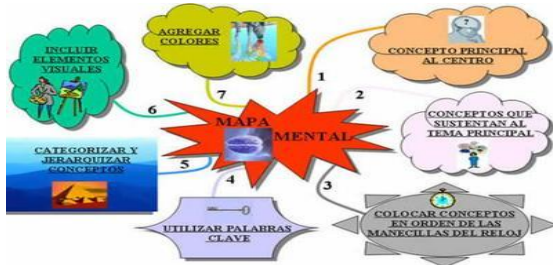 MAPA
MENTAL
1
CONCEPTO PRINCIPAL
AL CENTRO
?
2
CONCEPTOS QUE
SUSTENTAN AL
TEMA PRINCIPAL
3
COLOCAR CONCEPTOS
EN ORDEN DE LAS
MANECILLAS DEL RELOJ
4
UTILIZAR PALABRAS
CLAVE
5
CATEGORIZAR Y
JERARQUIZAR
CONCEPTOS
6
INCLUIR
ELEMENTOS
VISUALES
7
AGREGAR
COLORES